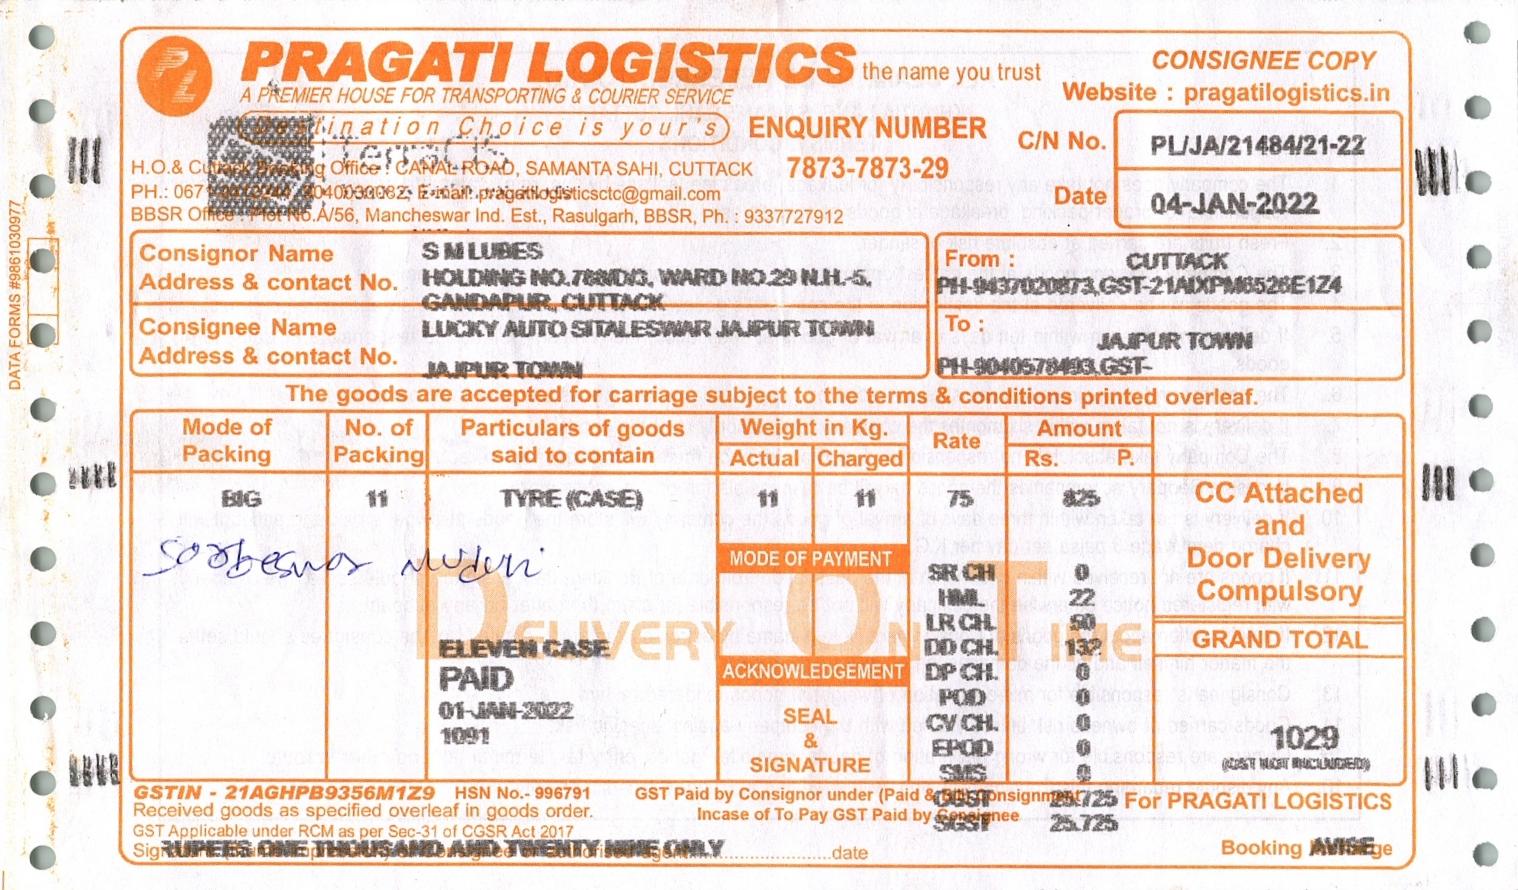 PRAGATI LOGISTICS the name you trust
A PREMIER HOUSE FOR TRANSPORTING & COURIER SERVICE
Destination Choice is your's
CONSIGNEE COPY
Website : pragatilogistics.in
ENQUIRY NUMBER
7873-7873-29
C/N No. PL/JA/21484/21-22
Date 04-JAN-2022
H.O.& Cuttack Booking Office : CANAL ROAD, SAMANTA SAHI, CUTTACK
E-mail: pragatilogisticsctc@gmail.com
BBSR Office : Plot No.A/56, Mancheswar Ind. Est., Rasulgarh, BBSR, Ph. : 9337727912
DATA FORMS #9861030977
Consignor Name S M LUBES
Address & contact No. HOLDING NO.788/D/3, WARD NO.29 N.H.-5,
GANDAPUR, CUTTACK
From : CUTTACK
PH-9437020873,GST-21AIXPM6526E1Z4
Consignee Name LUCKY AUTO SITALESWAR JAJPUR TOWN
Address & contact No. JAJPUR TOWN
To : JAJPUR TOWN
PH-9040578493,GST-
The goods are accepted for carriage subject to the terms & conditions printed overleaf.
Mode of Packing No. of Packing Particulars of goods said to contain Weight in Kg. Actual Charged Rate Amount Rs. P.
BIG 11 TYRE (CASE) 11 11 75 825
CC Attached
and
Door Delivery
Compulsory
MODE OF PAYMENT
DELIVERY ON TIME
SR CH 0
HML 22
LR CH. 50
DD CH. 132
DP CH. 0
POD 0
CV CH. 0
EPOD 0
SMS 0
CGST 25.725
SGST 25.725
ELEVEN CASE
PAID
01-JAN-2022
1091
ACKNOWLEDGEMENT
SEAL
&
SIGNATURE
GRAND TOTAL
1029
(GST NOT INCLUDED)
GSTIN - 21AGHPB9356M1Z9 HSN No.- 996791
GST Paid by Consignor under (Paid & Bill) Consignment
Incase of To Pay GST Paid by Consignee
For PRAGATI LOGISTICS
Received goods as specified overleaf in goods order.
GST Applicable under RCM as per Sec-31 of CGSR Act 2017
RUPEES ONE THOUSAND AND TWENTY NINE ONLY
date
Booking